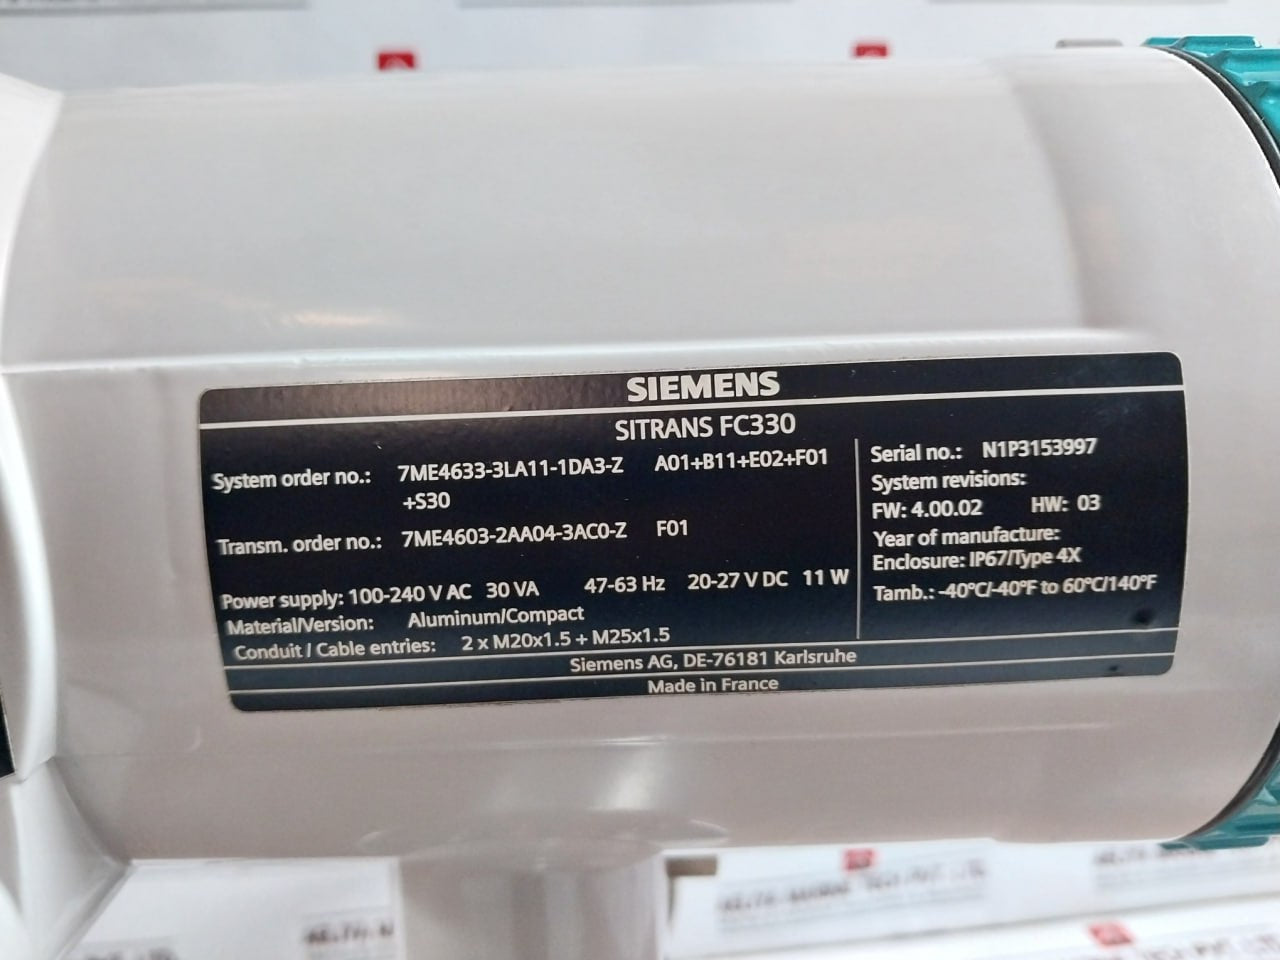 SIEMENS
SITRANS FC330
System order no.: 7ME4633-3LA11-1DA3-Z A01+B11+E02+F01
+S30
Transm. order no.: 7ME4603-2AA04-3AC0-Z F01
Power supply: 100-240 V AC 30 VA 47-63 Hz 20-27 V DC 11 W
Material/Version: Aluminum/Compact
Conduit / Cable entries: 2 x M20x1.5 + M25x1.5
Serial no.: N1P3153997
System revisions:
FW: 4.00.02 HW: 03
Year of manufacture:
Enclosure: IP67/Type 4X
Tamb.: -40°C/-40°F to 60°C/140°F
Siemens AG, DE-76181 Karlsruhe
Made in France